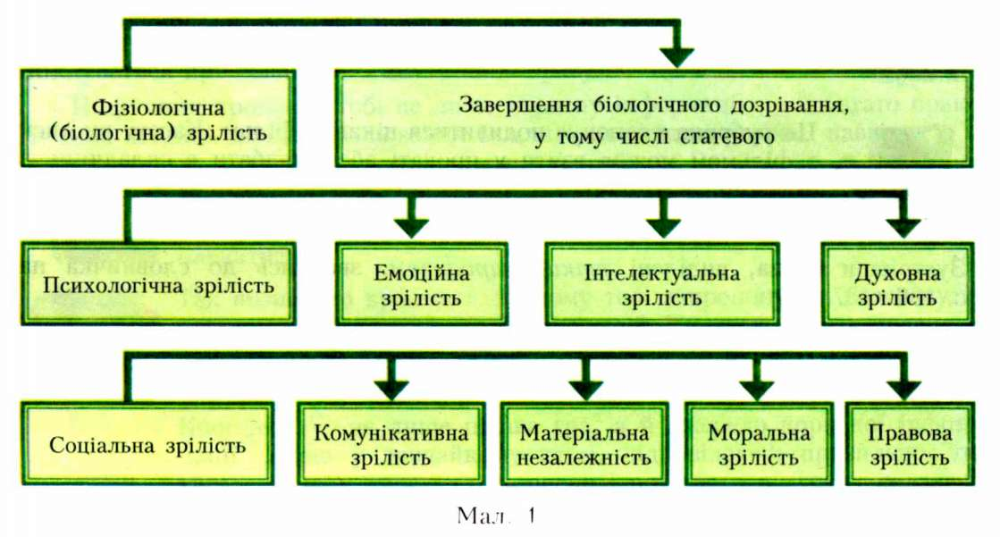 Фізіологічна
(біологічна) зрілість
Завершення біологічного дозрівання,
у тому числі статевого
Психологічна зрілість
Емоційна
зрілість
Інтелектуальна
зрілість
Духовна
зрілість
Соціальна зрілість
Комунікативна
зрілість
Матеріальна
незалежність
Моральна
зрілість
Правова
зрілість
Мал. 1